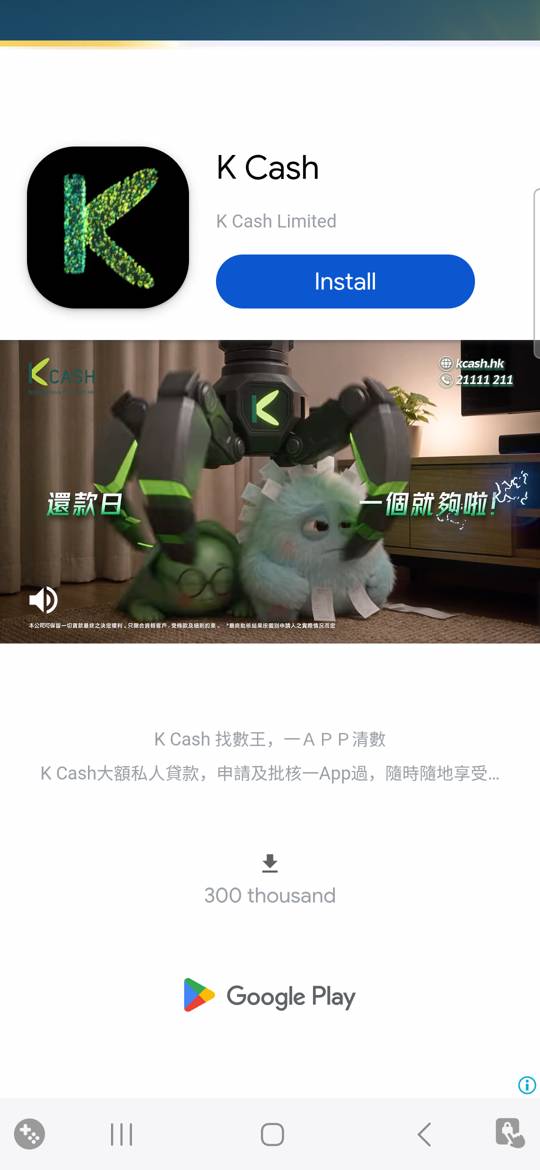 K Cash
K Cash Limited
Install
K CASH
kcash.hk
21111 211
還款日
一個就夠啦!
K Cash 找數王，一ＡＰＰ清數
K Cash大額私人貸款，申請及批核一App過，隨時隨地享受...
300 thousand
Google Play